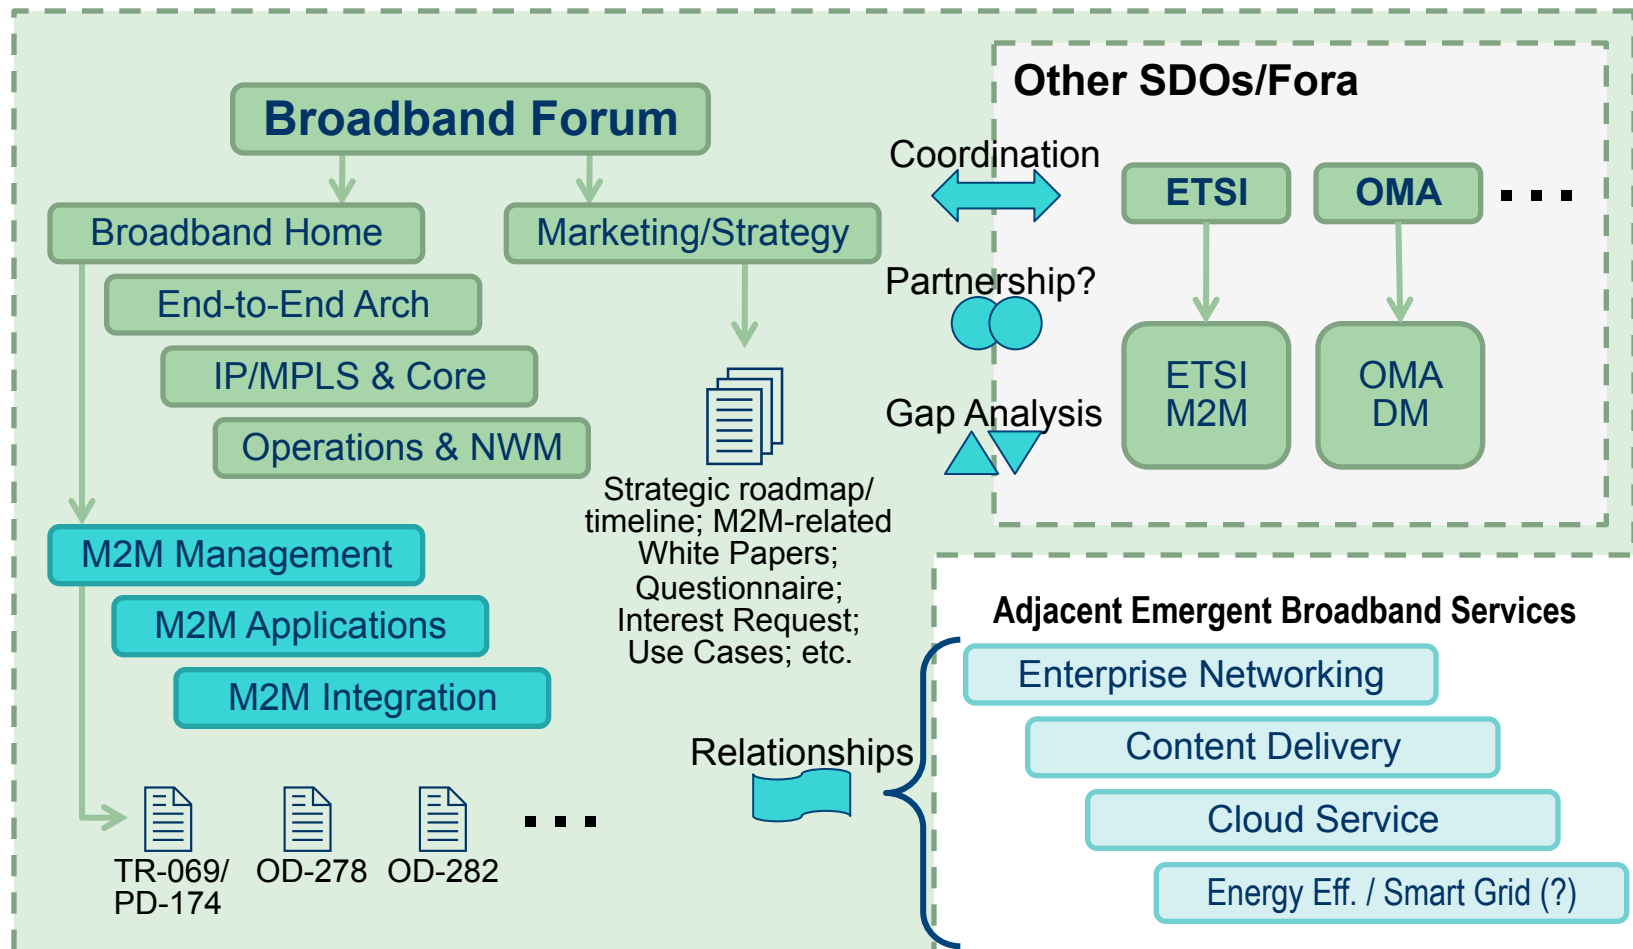 Broadband Forum
Broadband Home
Marketing/Strategy
End-to-End Arch
IP/MPLS & Core
Operations & NWM
Strategic roadmap/
timeline; M2M-related
White Papers;
Questionnaire;
Interest Request;
Use Cases; etc.
M2M Management
M2M Applications
M2M Integration
TR-069/
PD-174
OD-278
OD-282
...
Other SDOs/Fora
Coordination
Partnership?
Gap Analysis
ETSI
OMA
...
ETSI
M2M
OMA
DM
Relationships
Adjacent Emergent Broadband Services
Enterprise Networking
Content Delivery
Cloud Service
Energy Eff. / Smart Grid (?)